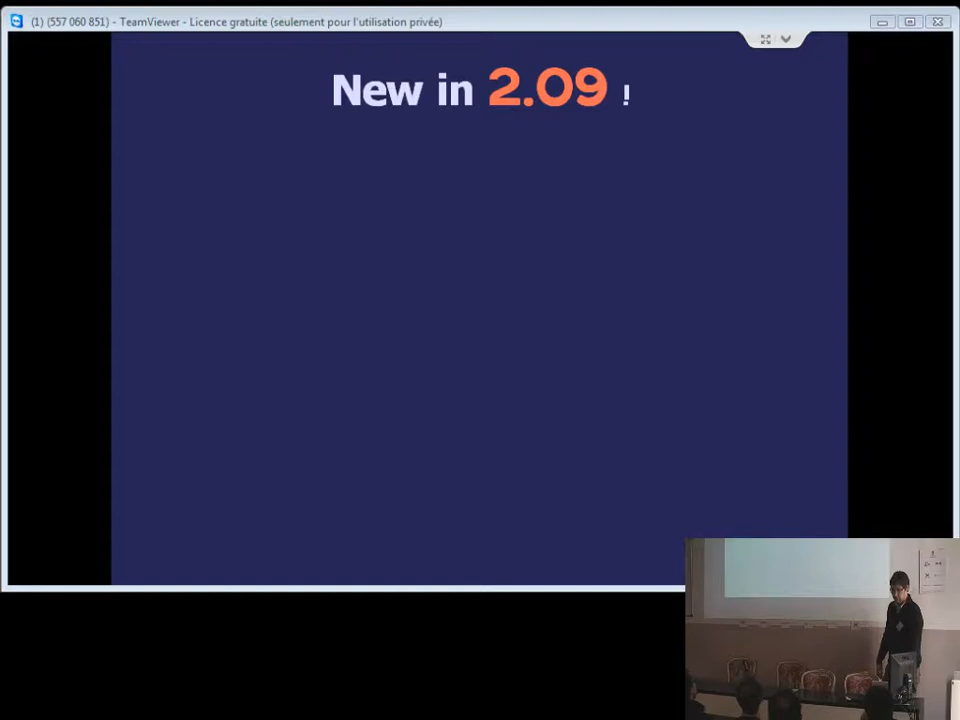 (1) (557 060 851) - TeamViewer - Licence gratuite (seulement pour l'utilisation privée)
New in 2.09 !